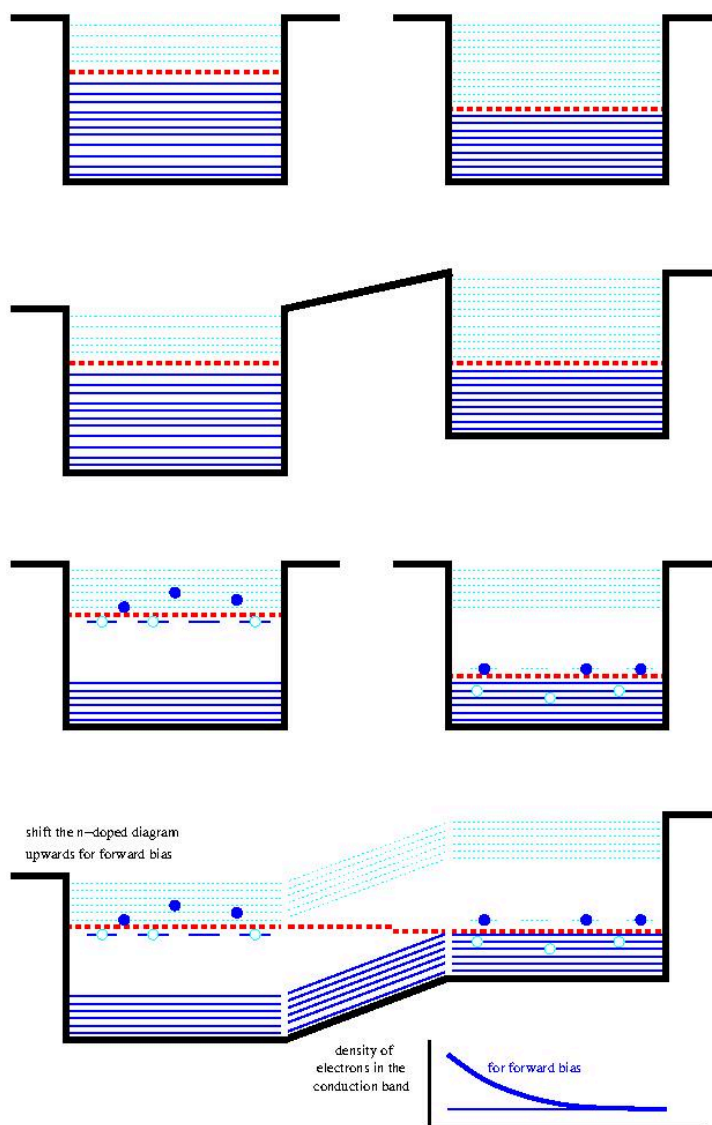 shift the n−doped diagram
upwards for forward bias
density of
electrons in the
conduction band
for forward bias